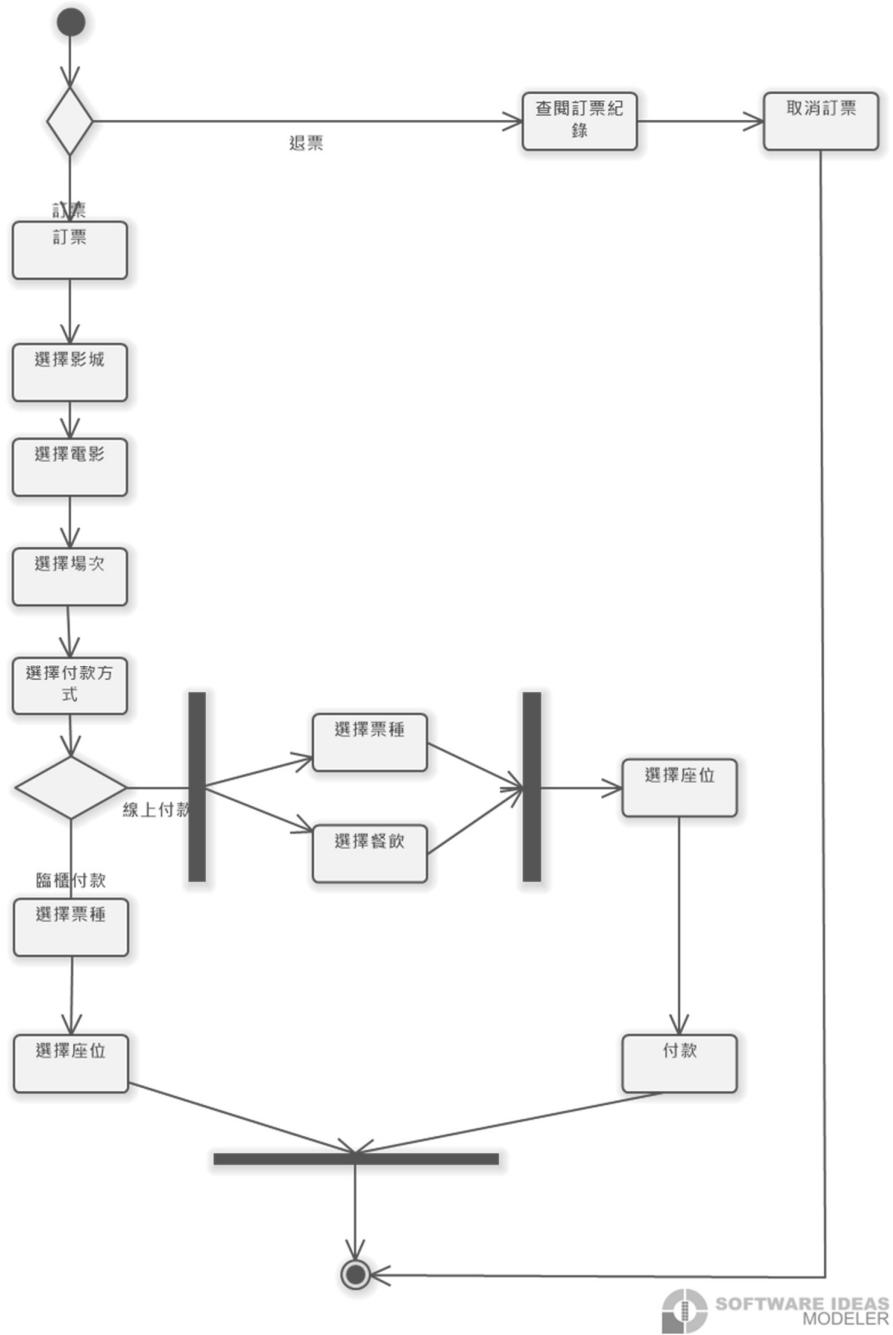 查閱訂票紀
錄
取消訂票
退票
訂票
訂票
選擇影城
選擇電影
選擇場次
選擇付款方
式
選擇票種
選擇座位
線上付款
選擇餐飲
臨櫃付款
選擇票種
選擇座位
付款
SOFTWARE IDEAS
MODELER